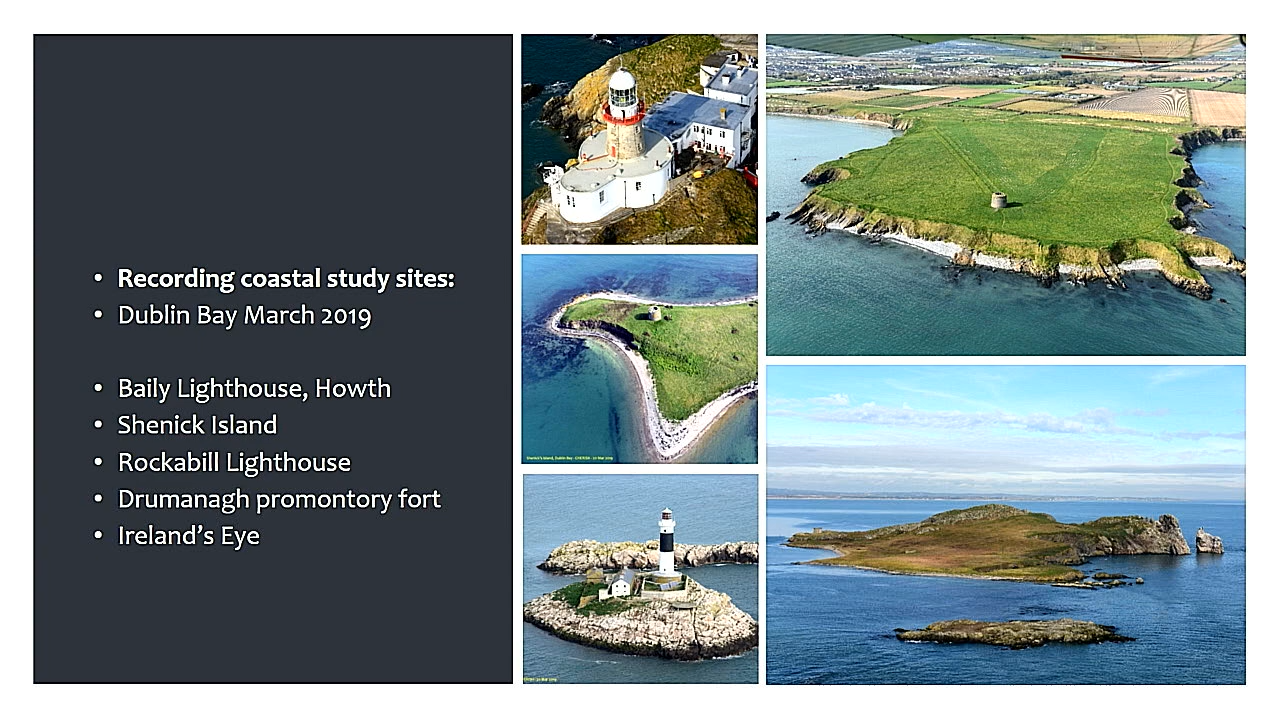 • Recording coastal study sites:
• Dublin Bay March 2019
• Baily Lighthouse, Howth
• Shenick Island
• Rockabill Lighthouse
• Drumanagh promontory fort
• Ireland’s Eye